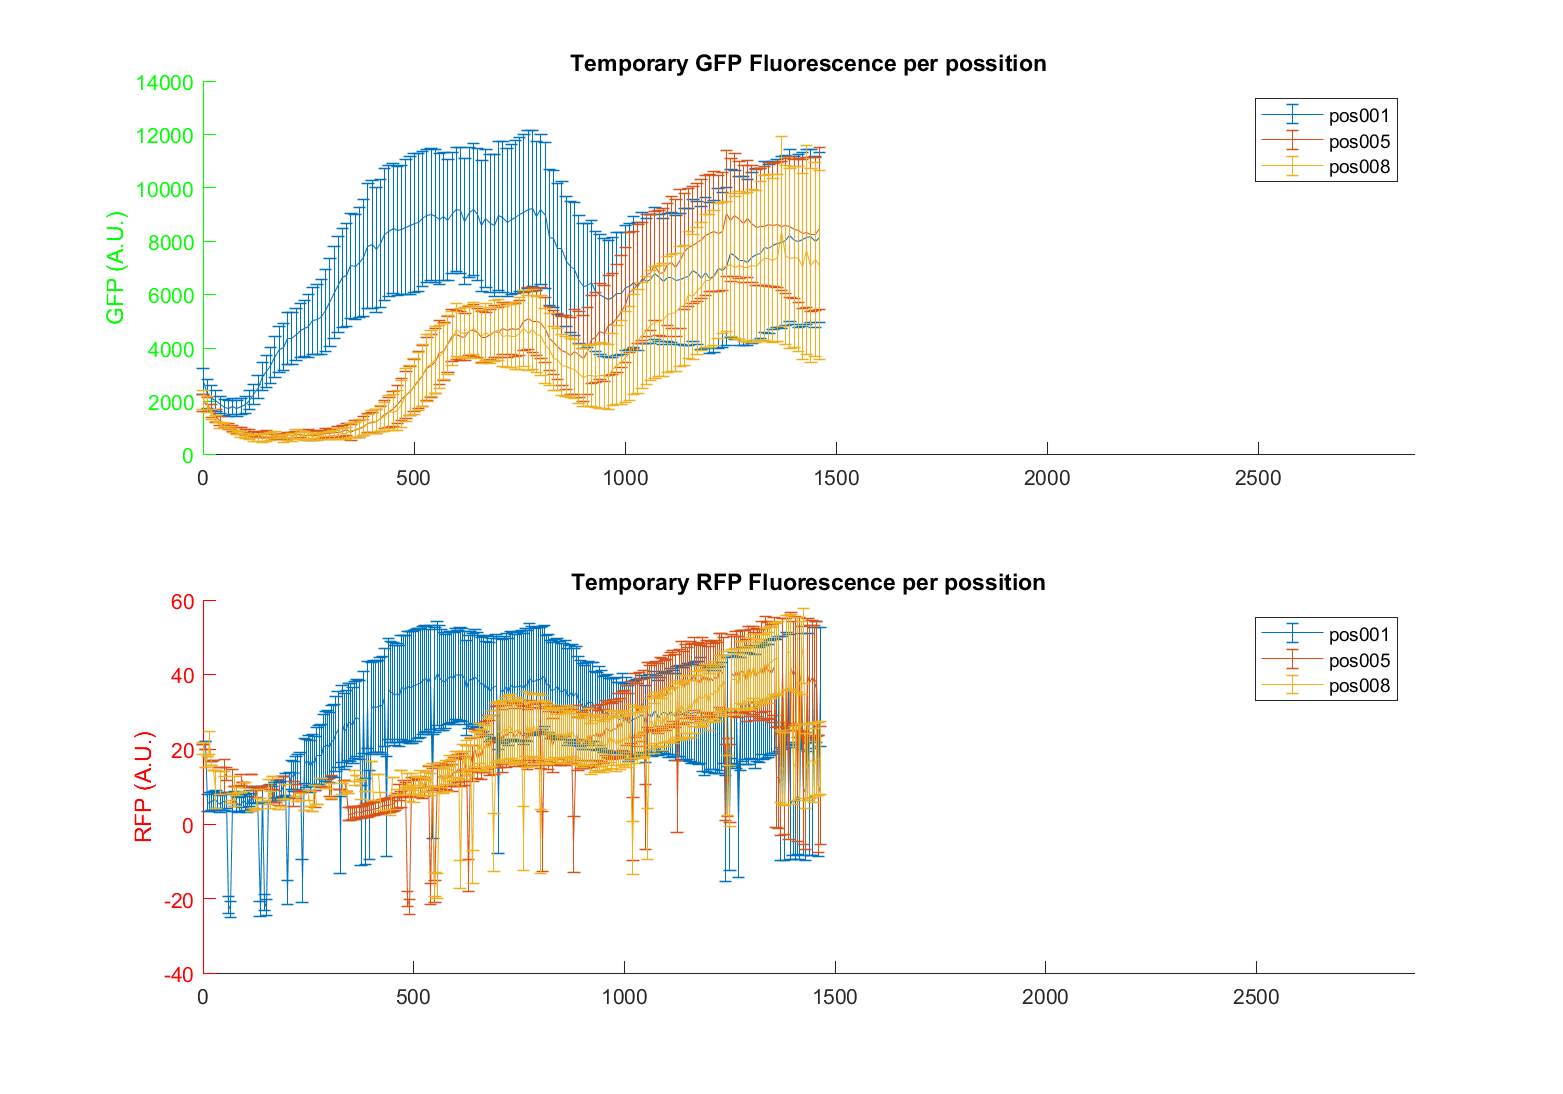 Temporary GFP Fluorescence per possition
14000
12000
10000
8000
6000
4000
2000
0
GFP (A.U.)
0 500 1000 1500 2000 2500
pos001
pos005
pos008
Temporary RFP Fluorescence per possition
60
40
20
0
-20
-40
RFP (A.U.)
0 500 1000 1500 2000 2500
pos001
pos005
pos008